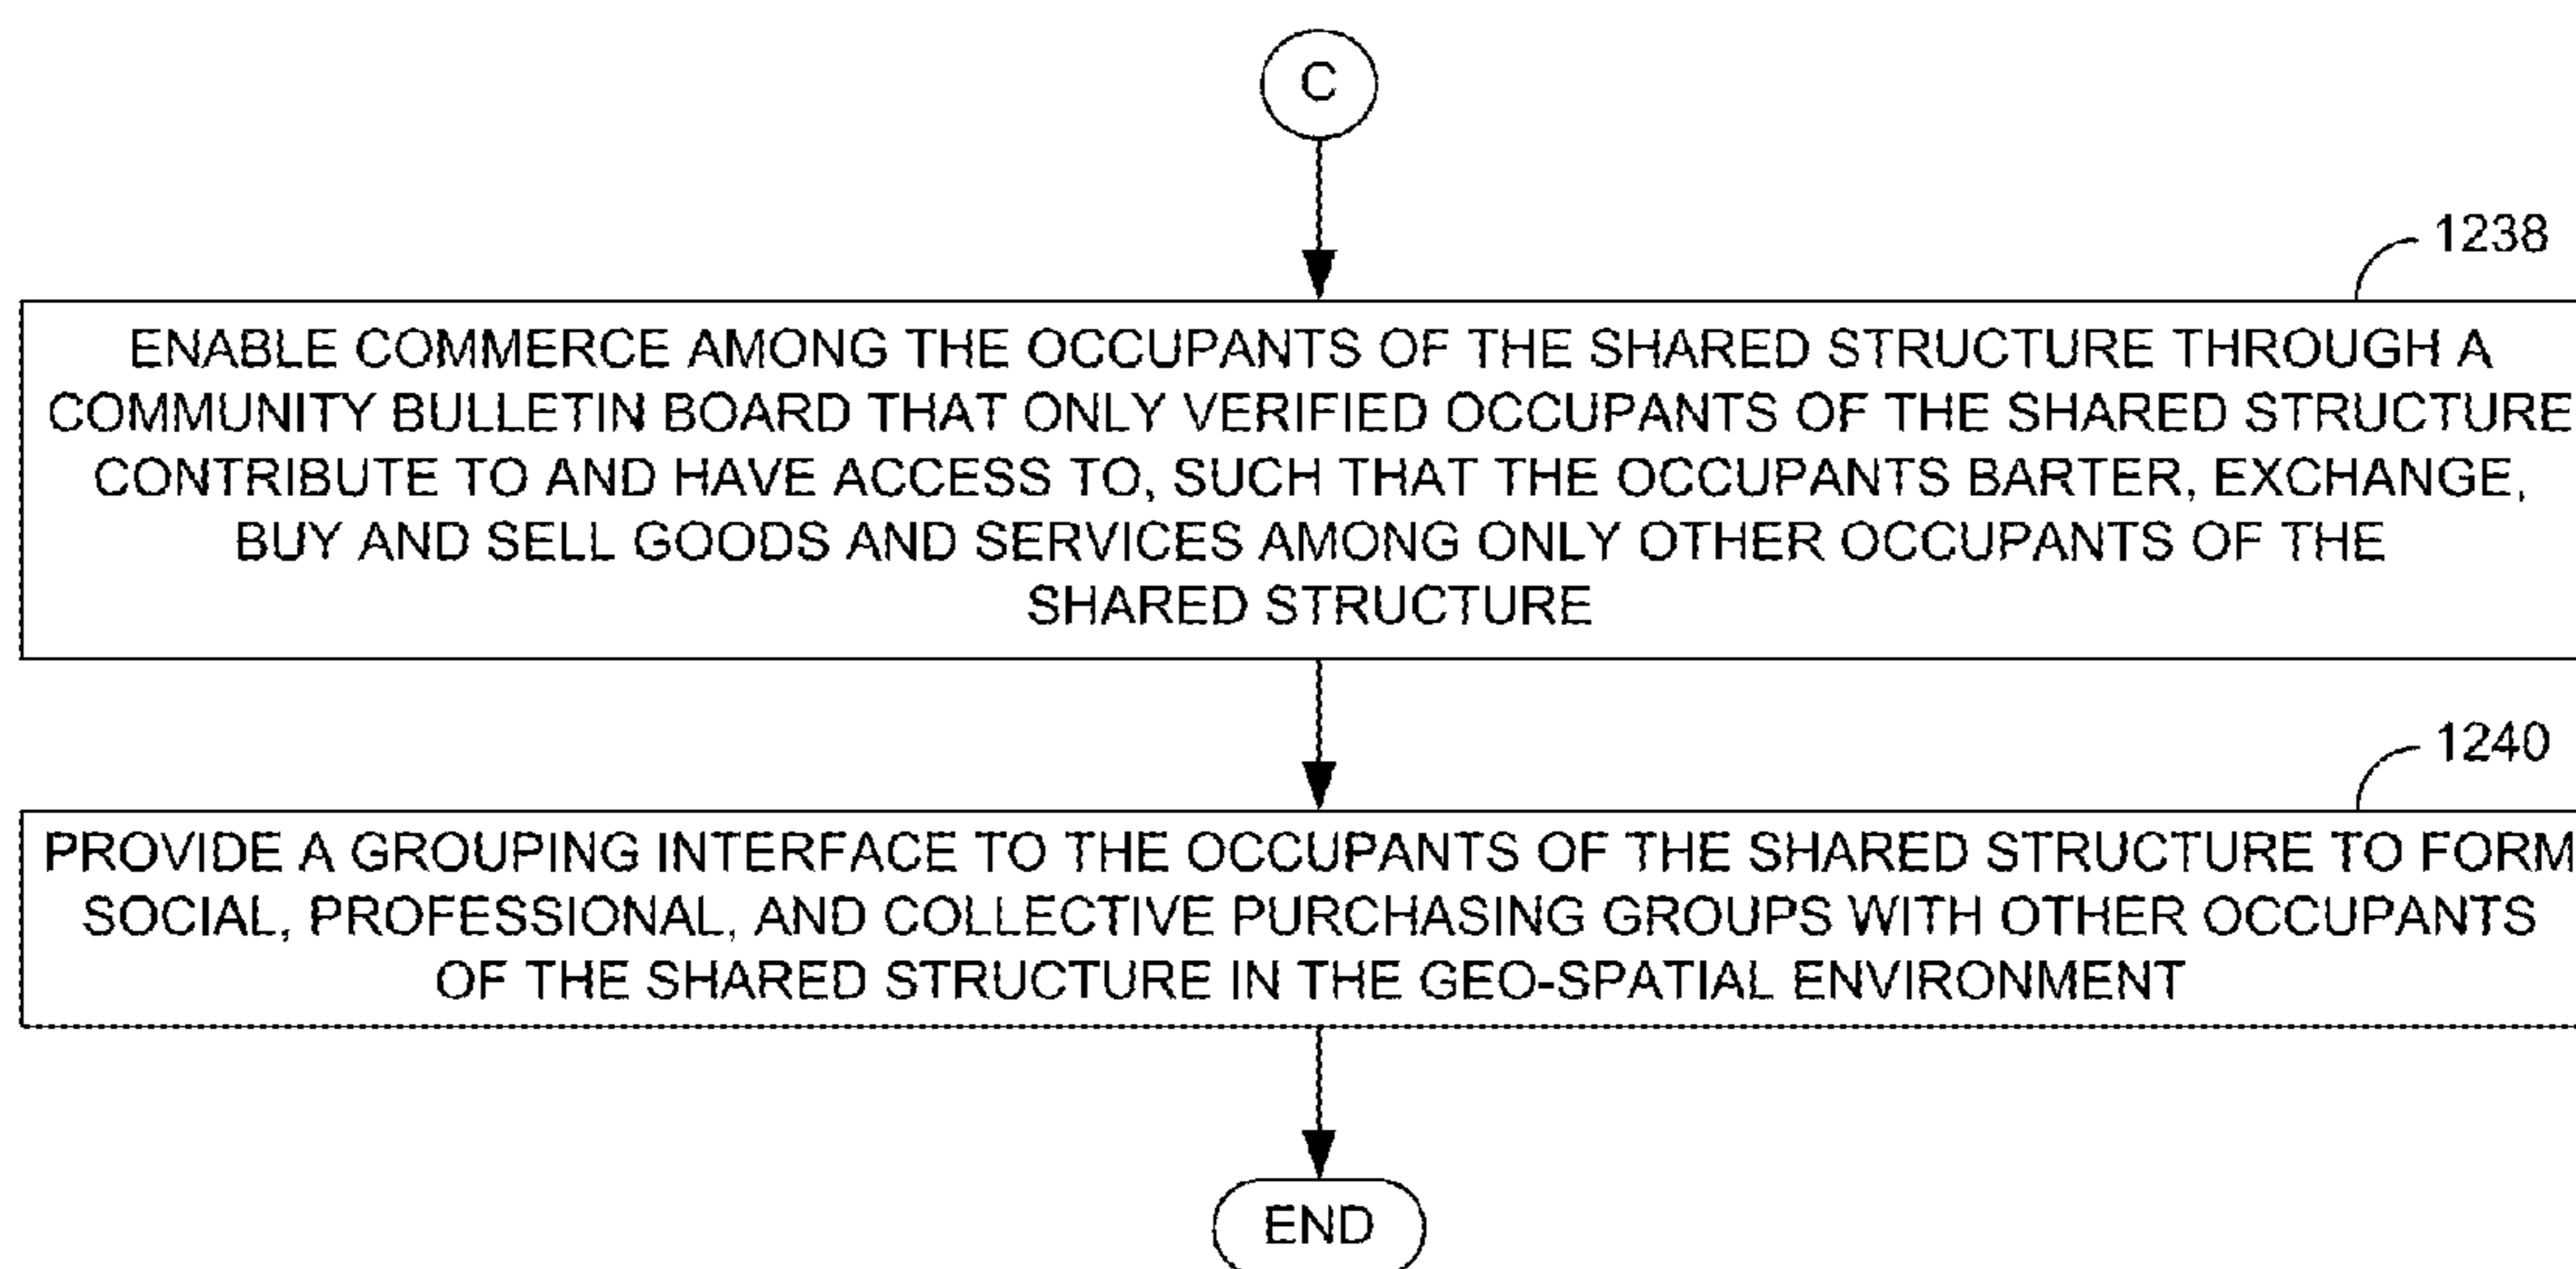 C
1238
ENABLE COMMERCE AMONG THE OCCUPANTS OF THE SHARED STRUCTURE THROUGH A
COMMUNITY BULLETIN BOARD THAT ONLY VERIFIED OCCUPANTS OF THE SHARED STRUCTURE
CONTRIBUTE TO AND HAVE ACCESS TO, SUCH THAT THE OCCUPANTS BARTER, EXCHANGE,
BUY AND SELL GOODS AND SERVICES AMONG ONLY OTHER OCCUPANTS OF THE
SHARED STRUCTURE
1240
PROVIDE A GROUPING INTERFACE TO THE OCCUPANTS OF THE SHARED STRUCTURE TO FORM
SOCIAL, PROFESSIONAL, AND COLLECTIVE PURCHASING GROUPS WITH OTHER OCCUPANTS
OF THE SHARED STRUCTURE IN THE GEO-SPATIAL ENVIRONMENT
END